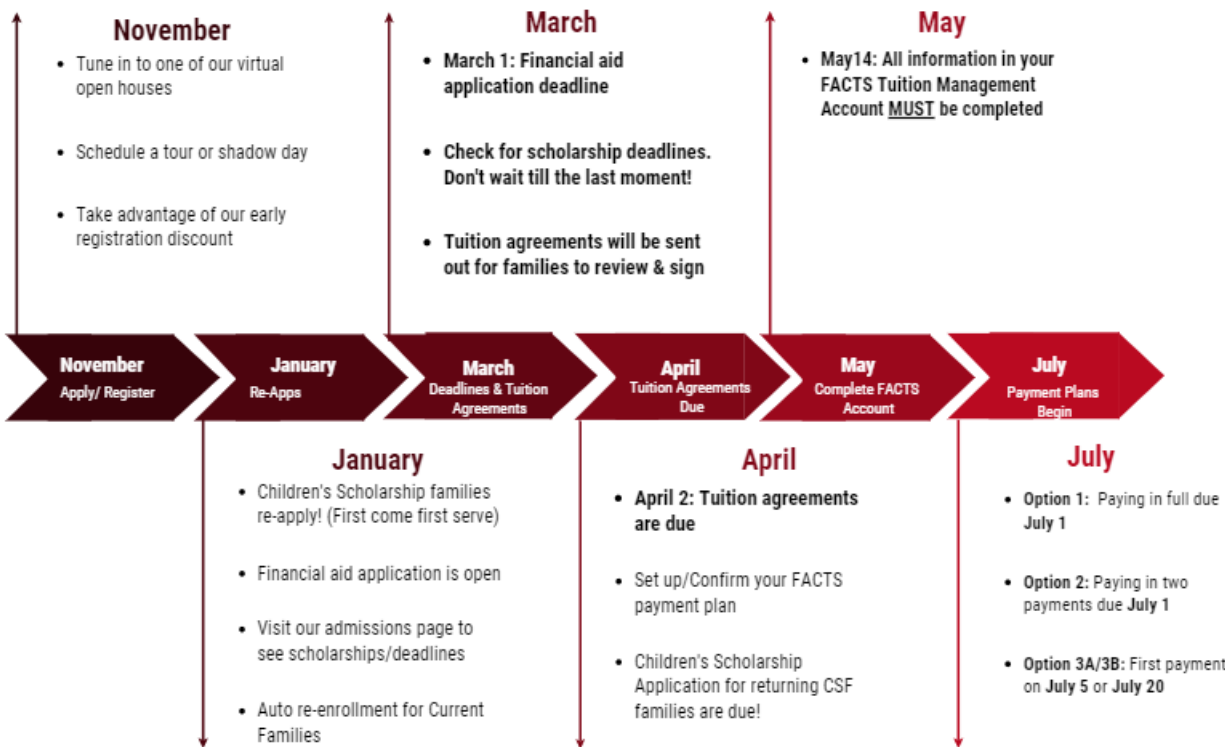 November
• Tune in to one of our virtual
open houses
• Schedule a tour or shadow day
• Take advantage of our early
registration discount
March
• March 1: Financial aid
application deadline
• Check for scholarship deadlines.
Don't wait till the last moment!
• Tuition agreements will be sent
out for families to review & sign
May
• May14: All information in your
FACTS Tuition Management
Account MUST be completed
November
Apply/ Register
January
Re-Apps
March
Deadlines & Tuition
Agreements
April
Tuition Agreements
Due
May
Complete FACTS
Account
July
Payment Plans
Begin
January
• Children's Scholarship families
re-apply! (First come first serve)
• Financial aid application is open
• Visit our admissions page to
see scholarships/deadlines
• Auto re-enrollment for Current
Families
April
• April 2: Tuition agreements
are due
• Set up/Confirm your FACTS
payment plan
• Children's Scholarship
Application for returning CSF
families are due!
July
• Option 1: Paying in full due
July 1
• Option 2: Paying in two
payments due July 1
• Option 3A/3B: First payment
on July 5 or July 20